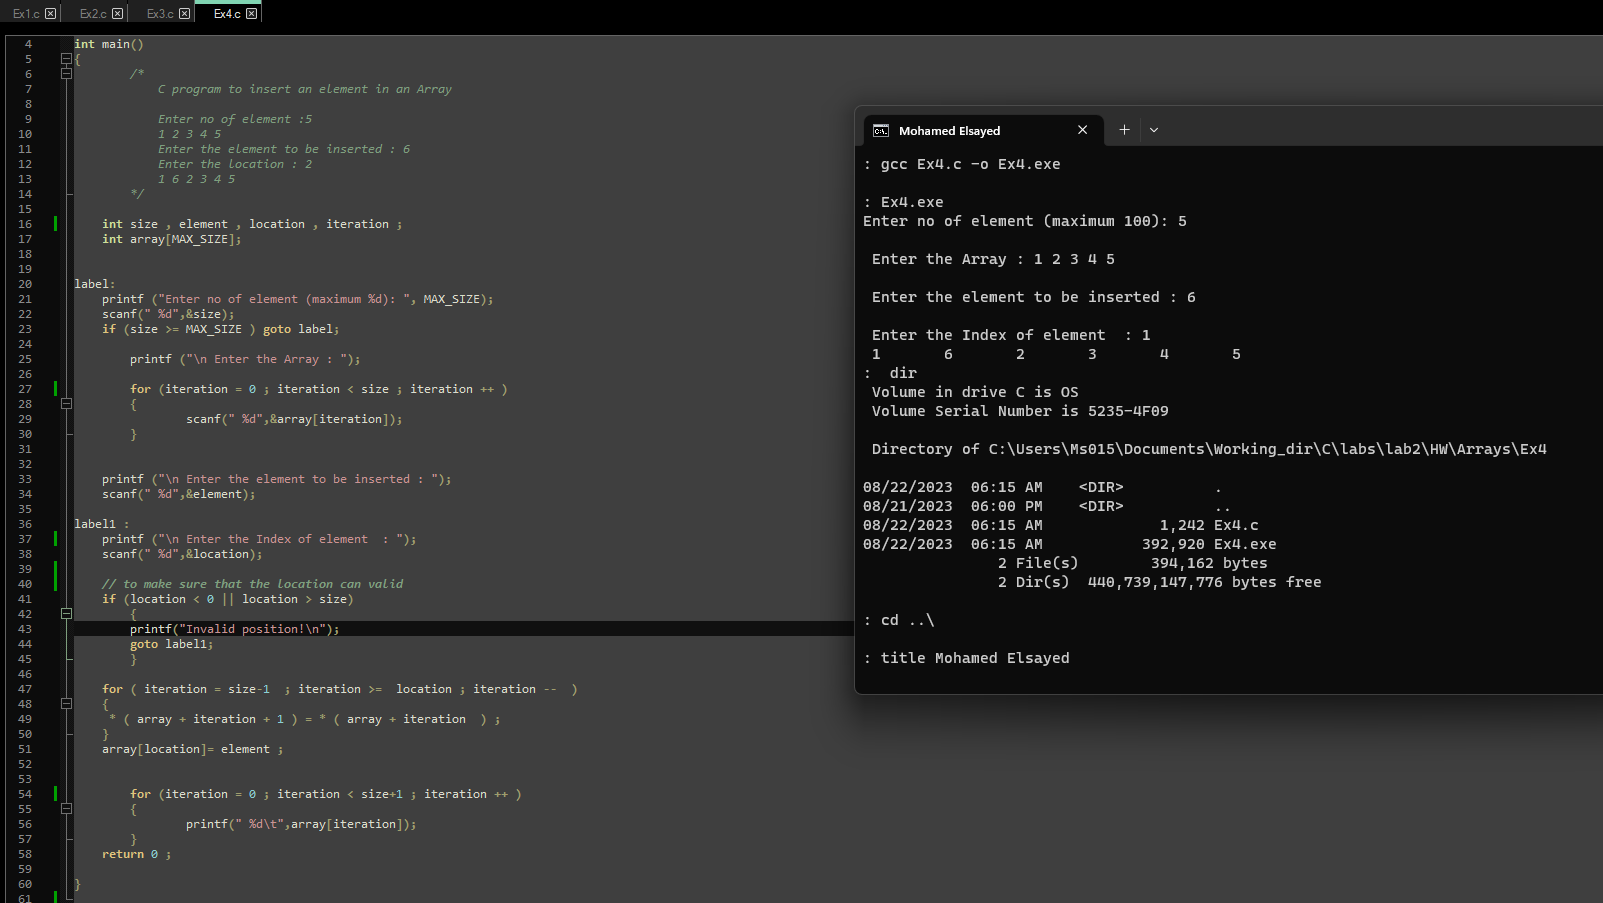 Ex1.c Ex2.c Ex3.c Ex4.c
4 int main()
5 {
6 /*
7 C program to insert an element in an Array
8
9 Enter no of element :5
10 1 2 3 4 5
11 Enter the element to be inserted : 6
12 Enter the location : 2
13 1 6 2 3 4 5
14 */
15
16 int size , element , location , iteration ;
17 int array[MAX_SIZE];
18
19
20 label:
21 printf ("Enter no of element (maximum %d): ", MAX_SIZE);
22 scanf(" %d",&size);
23 if (size >= MAX_SIZE ) goto label;
24
25 printf ("\n Enter the Array : ");
26
27 for (iteration = 0 ; iteration < size ; iteration ++ )
28 {
29 scanf(" %d",&array[iteration]);
30 }
31
32
33 printf ("\n Enter the element to be inserted : ");
34 scanf(" %d",&element);
35
36 label1 :
37 printf ("\n Enter the Index of element  : ");
38 scanf(" %d",&location);
39
40 // to make sure that the location can valid
41 if (location < 0 || location > size)
42 {
43 printf("Invalid position!\n");
44 goto label1;
45 }
46
47 for ( iteration = size-1  ; iteration >=  location ; iteration --  )
48 {
49 * ( array + iteration + 1 ) = * ( array + iteration  ) ;
50 }
51 array[location]= element ;
52
53
54 for (iteration = 0 ; iteration < size+1 ; iteration ++ )
55 {
56 printf(" %d\t",array[iteration]);
57 }
58 return 0 ;
59
60 }
61
Mohamed Elsayed
: gcc Ex4.c -o Ex4.exe
: Ex4.exe
Enter no of element (maximum 100): 5
Enter the Array : 1 2 3 4 5
Enter the element to be inserted : 6
Enter the Index of element  : 1
1 6 2 3 4 5
:  dir
Volume in drive C is OS
Volume Serial Number is 5235-4F09
Directory of C:\Users\Ms015\Documents\Working_dir\C\labs\lab2\HW\Arrays\Ex4
08/22/2023  06:15 AM    <DIR>          .
08/21/2023  06:00 PM    <DIR>          ..
08/22/2023  06:15 AM             1,242 Ex4.c
08/22/2023  06:15 AM           392,920 Ex4.exe
2 File(s)        394,162 bytes
2 Dir(s)  440,739,147,776 bytes free
: cd ..\
: title Mohamed Elsayed